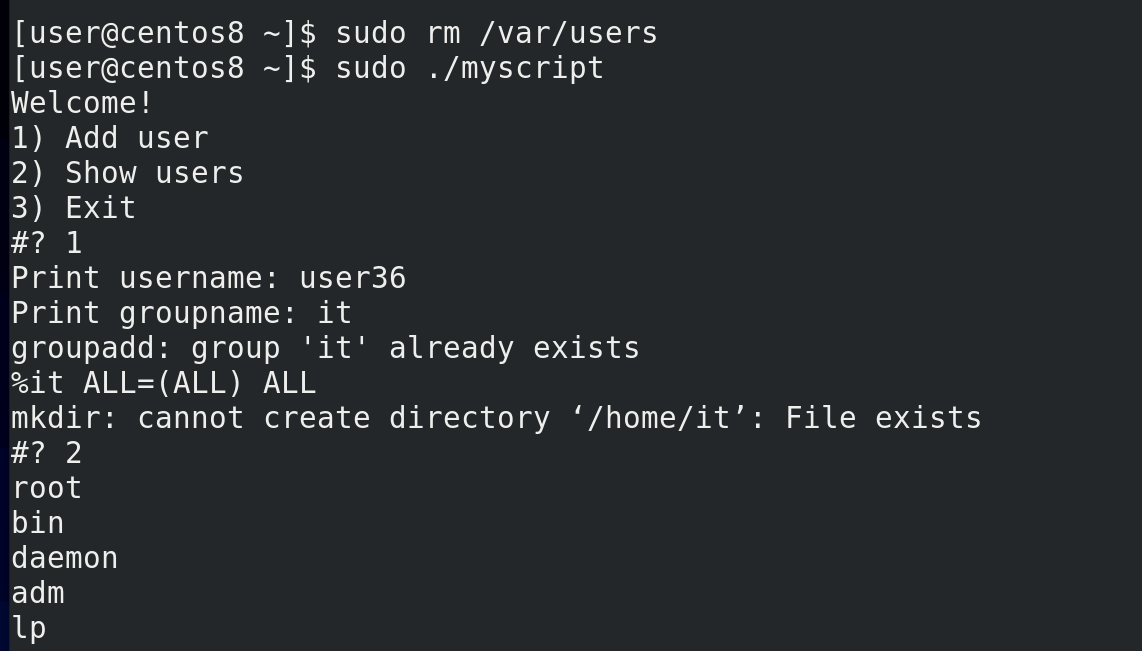 [user@centos8 ~]$ sudo rm /var/users
[user@centos8 ~]$ sudo ./myscript
Welcome!
1) Add user
2) Show users
3) Exit
#? 1
Print username: user36
Print groupname: it
groupadd: group 'it' already exists
%it ALL=(ALL) ALL
mkdir: cannot create directory ‘/home/it’: File exists
#? 2
root
bin
daemon
adm
lp